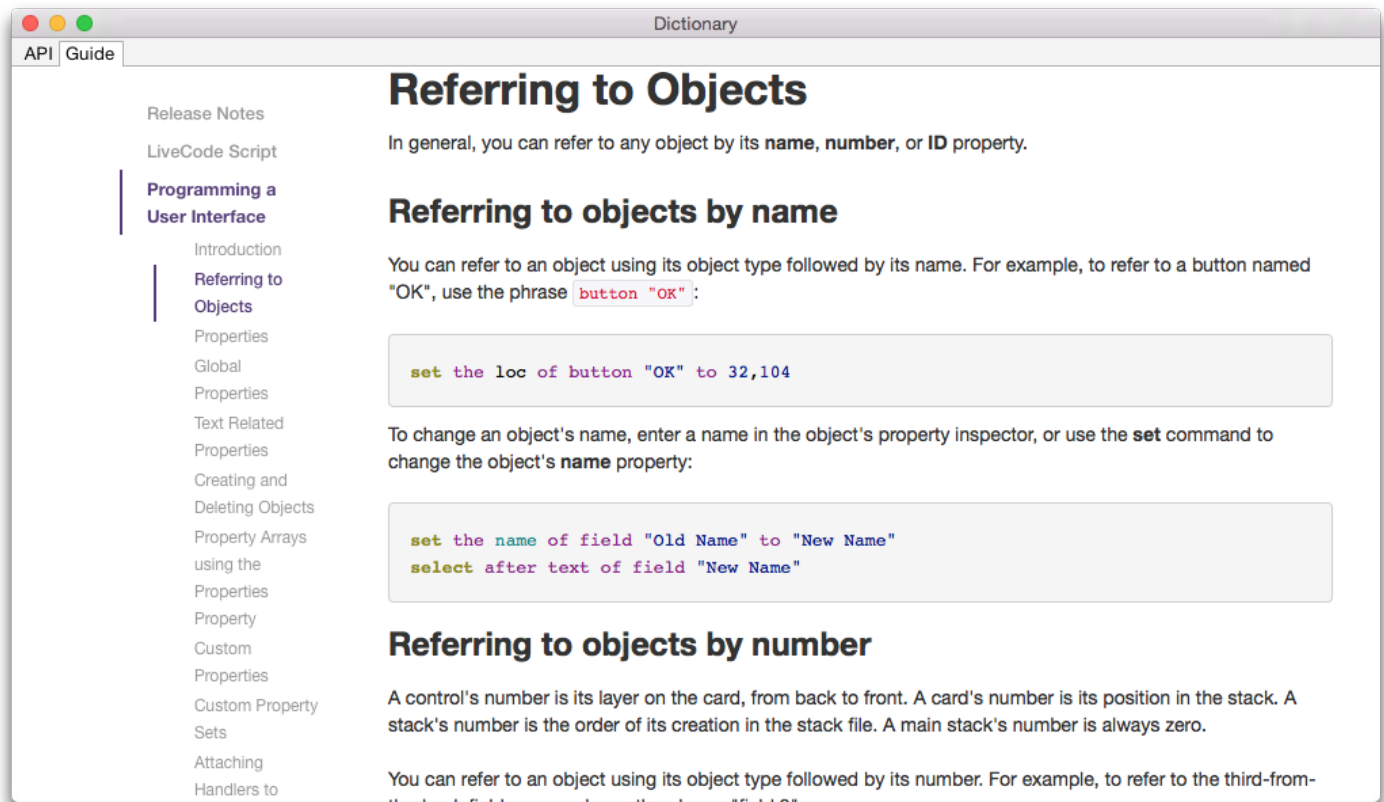 Dictionary
API Guide
Release Notes
LiveCode Script
Programming a
User Interface
Introduction
Referring to
Objects
Properties
Global
Properties
Text Related
Properties
Creating and
Deleting Objects
Property Arrays
using the
Properties
Property
Custom
Properties
Custom Property
Sets
Attaching
Handlers to
Referring to Objects
In general, you can refer to any object by its name, number, or ID property.
Referring to objects by name
You can refer to an object using its object type followed by its name. For example, to refer to a button named
"OK", use the phrase button "OK" :
set the loc of button "OK" to 32,104
To change an object's name, enter a name in the object's property inspector, or use the set command to
change the object's name property:
set the name of field "Old Name" to "New Name"
select after text of field "New Name"
Referring to objects by number
A control's number is its layer on the card, from back to front. A card's number is its position in the stack. A
stack's number is the order of its creation in the stack file. A main stack's number is always zero.
You can refer to an object using its object type followed by its number. For example, to refer to the third-from-